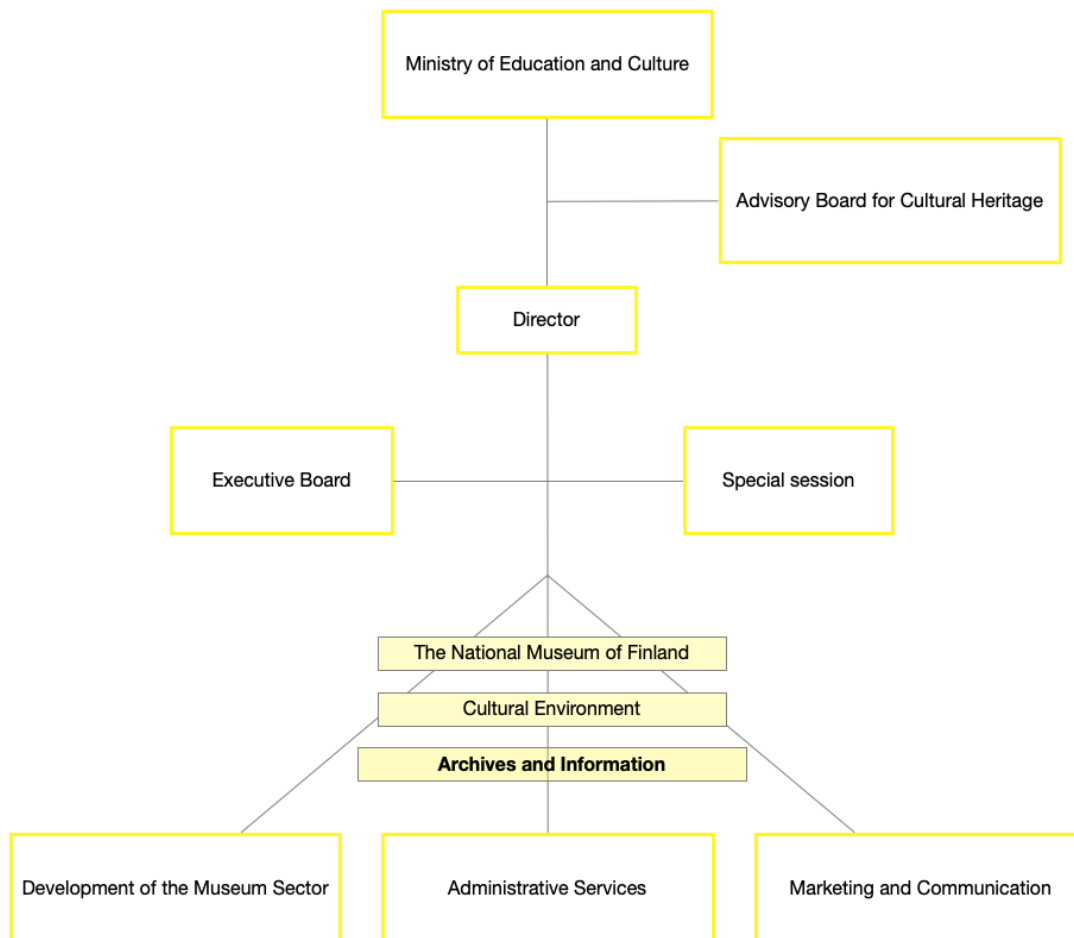 Ministry of Education and Culture
Advisory Board for Cultural Heritage
Director
Executive Board
Special session
The National Museum of Finland
Cultural Environment
Archives and Information
Development of the Museum Sector
Administrative Services
Marketing and Communication